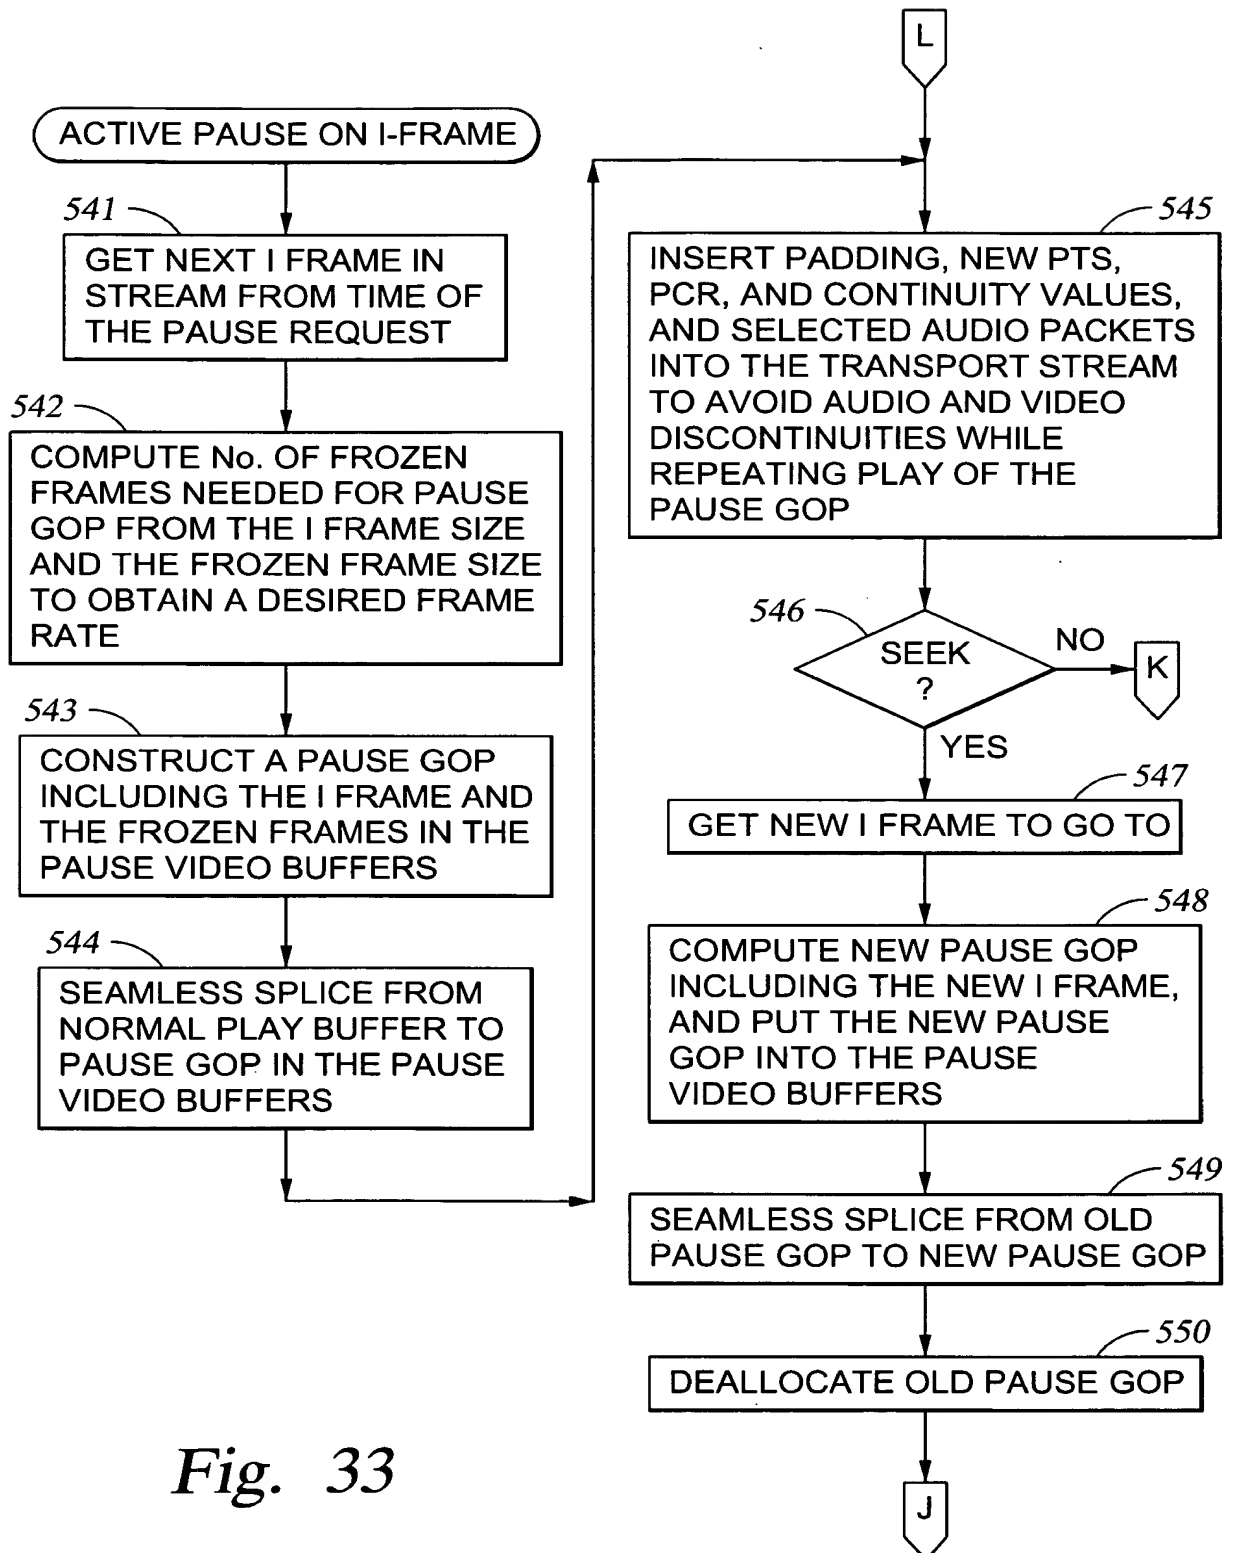 ACTIVE PAUSE ON I-FRAME
541
GET NEXT I FRAME IN
STREAM FROM TIME OF
THE PAUSE REQUEST
542
COMPUTE No. OF FROZEN
FRAMES NEEDED FOR PAUSE
GOP FROM THE I FRAME SIZE
AND THE FROZEN FRAME SIZE
TO OBTAIN A DESIRED FRAME
RATE
543
CONSTRUCT A PAUSE GOP
INCLUDING THE I FRAME AND
THE FROZEN FRAMES IN THE
PAUSE VIDEO BUFFERS
544
SEAMLESS SPLICE FROM
NORMAL PLAY BUFFER TO
PAUSE GOP IN THE PAUSE
VIDEO BUFFERS
L
545
INSERT PADDING, NEW PTS,
PCR, AND CONTINUITY VALUES,
AND SELECTED AUDIO PACKETS
INTO THE TRANSPORT STREAM
TO AVOID AUDIO AND VIDEO
DISCONTINUITIES WHILE
REPEATING PLAY OF THE
PAUSE GOP
546
SEEK
?
NO
K
YES
547
GET NEW I FRAME TO GO TO
548
COMPUTE NEW PAUSE GOP
INCLUDING THE NEW I FRAME,
AND PUT THE NEW PAUSE
GOP INTO THE PAUSE
VIDEO BUFFERS
549
SEAMLESS SPLICE FROM OLD
PAUSE GOP TO NEW PAUSE GOP
550
DEALLOCATE OLD PAUSE GOP
J
Fig. 33